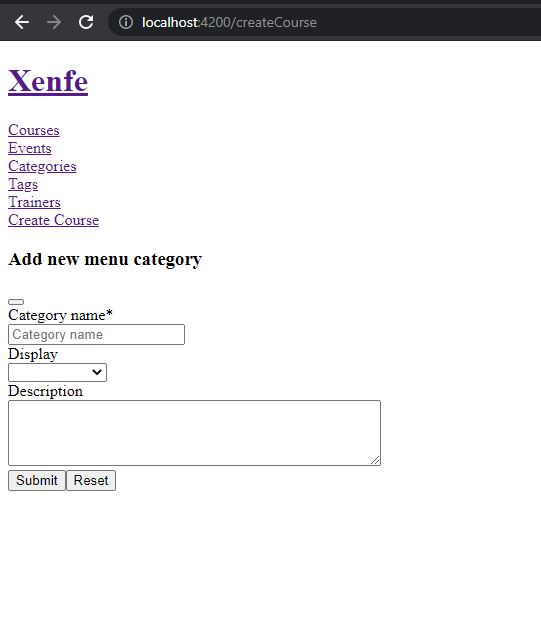 localhost:4200/createCourse
Xenfe
Courses
Events
Categories
Tags
Trainers
Create Course
Add new menu category
Category name*
Category name
Display
Description
Submit Reset